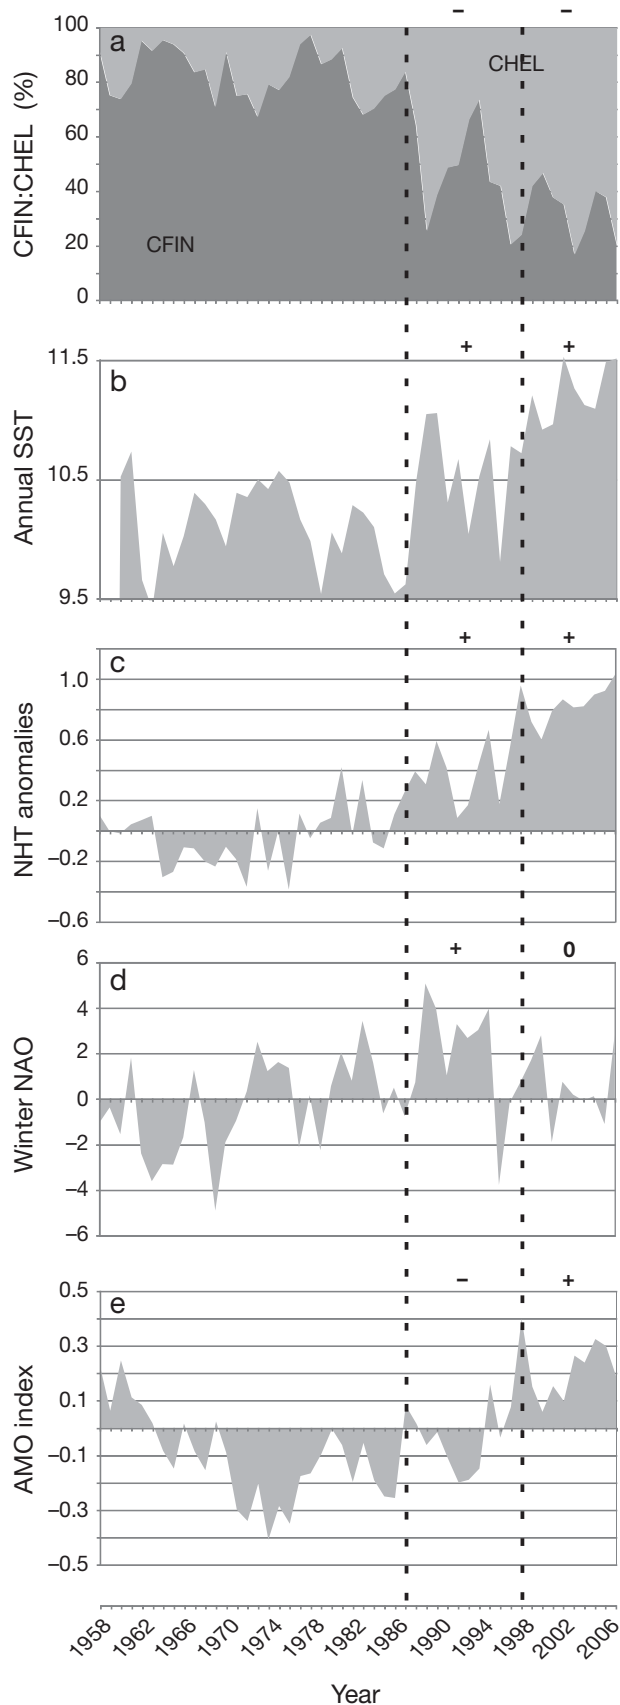 – –
100
a
CHEL
80
60
40
CFIN
20
0
CFIN:CHEL (%)
+ +
11.5
b
10.5
9.5
Annual SST
+ +
c
1.0
0.6
0.2
–0.2
–0.6
NHT anomalies
+ 0
6
d
4
2
0
–2
–4
–6
Winter NAO
– +
0.5
e
0.3
0.1
–0.1
–0.3
–0.5
AMO index
1958 1962 1966 1970 1974 1978 1982 1986 1990 1994 1998 2002 2006
Year